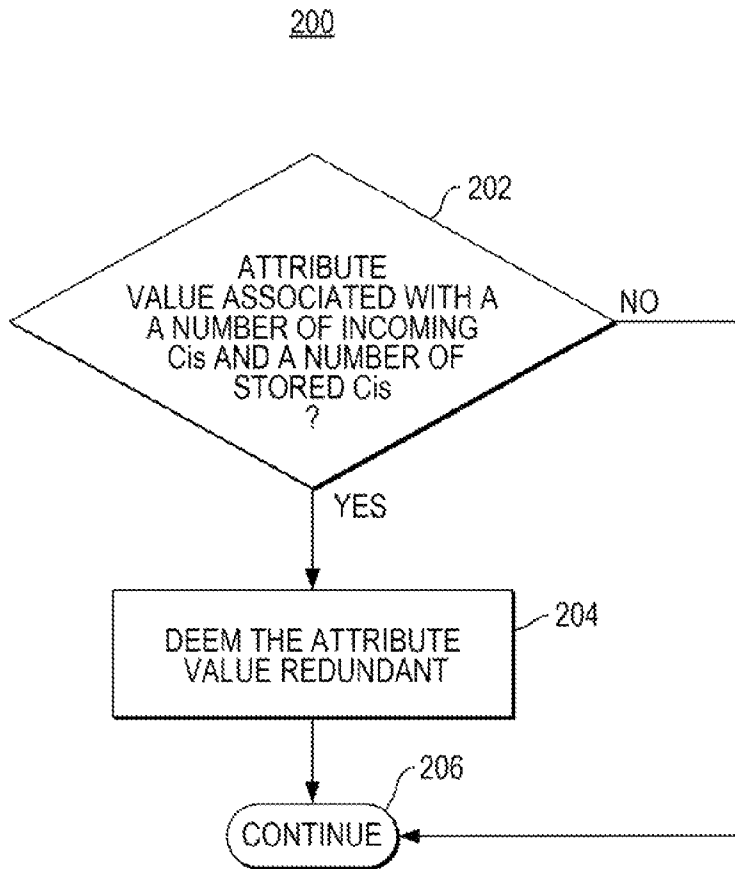 200
202
ATTRIBUTE
VALUE ASSOCIATED WITH A
A NUMBER OF INCOMING
Cis AND A NUMBER OF
STORED Cis
?
NO
YES
DEEM THE ATTRIBUTE
VALUE REDUNDANT
204
206
CONTINUE